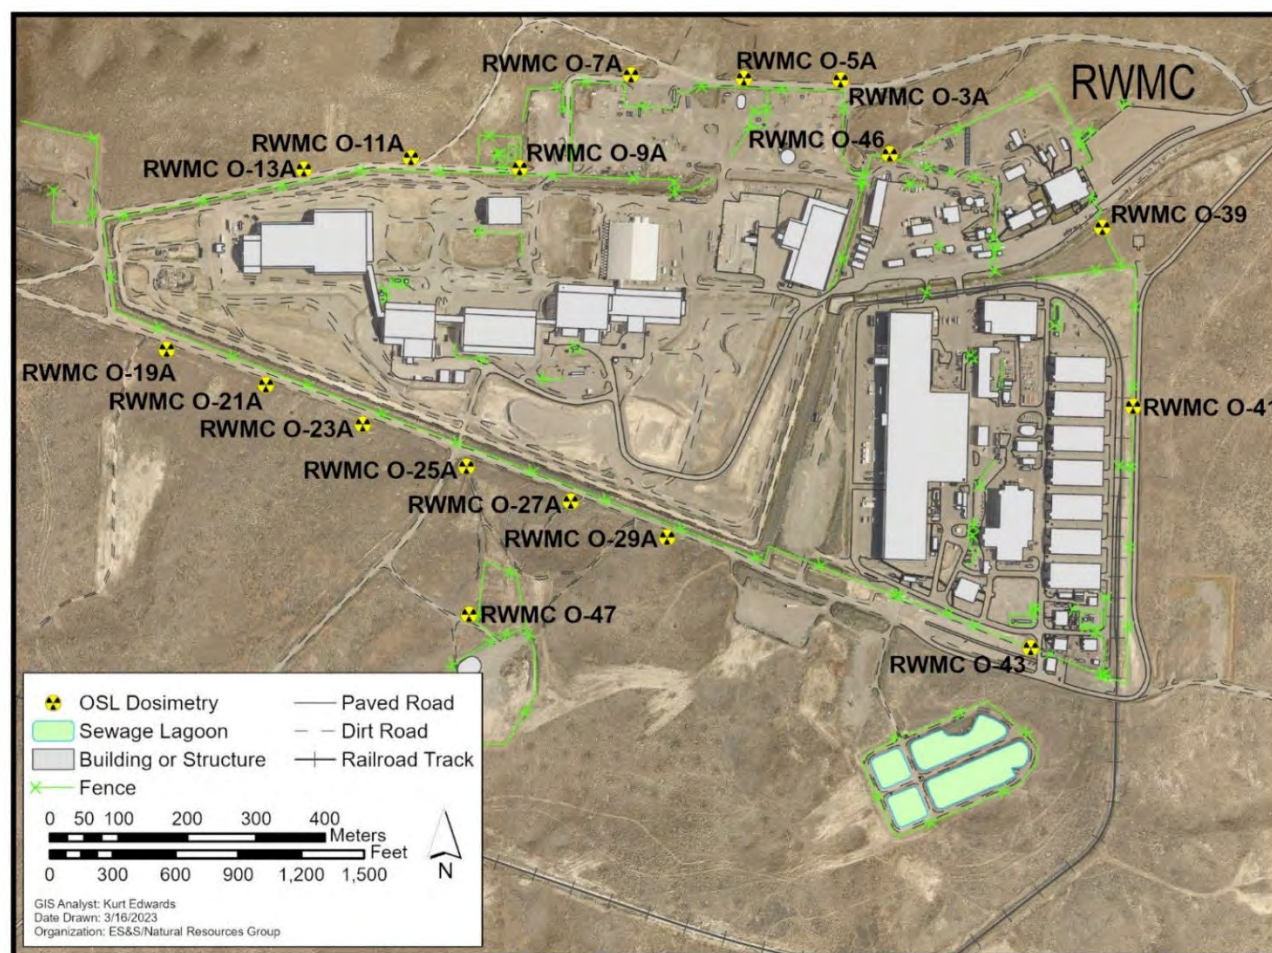 RWMC
RWMC O-7A
RWMC O-5A
RWMC O-3A
RWMC O-46
RWMC O-11A
RWMC O-9A
RWMC O-13A
RWMC O-39
RWMC O-19A
RWMC O-21A
RWMC O-41
RWMC O-23A
RWMC O-25A
RWMC O-27A
RWMC O-29A
RWMC O-47
RWMC O-43
OSL Dosimetry
Paved Road
Sewage Lagoon
Dirt Road
Building or Structure
Railroad Track
Fence
0 50 100 200 300 400
Meters
Feet
0 300 600 900 1,200 1,500
N
GIS Analyst: Kurt Edwards
Date Drawn: 3/16/2023
Organization: ES&S/Natural Resources Group